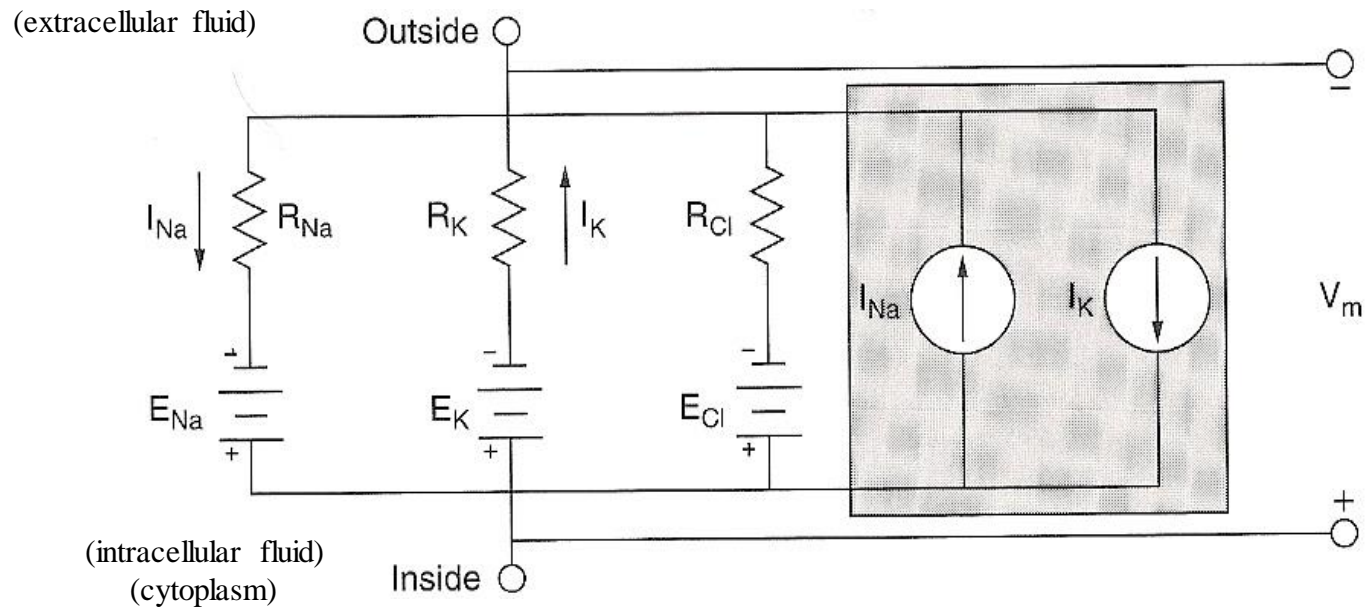 (extracellular fluid)
Outside
−
I_Na
R_Na
R_K
I_K
R_Cl
I_Na
I_K
V_m
-
−
−
E_Na
E_K
E_Cl
+
+
+
+
(intracellular fluid)
(cytoplasm)
Inside